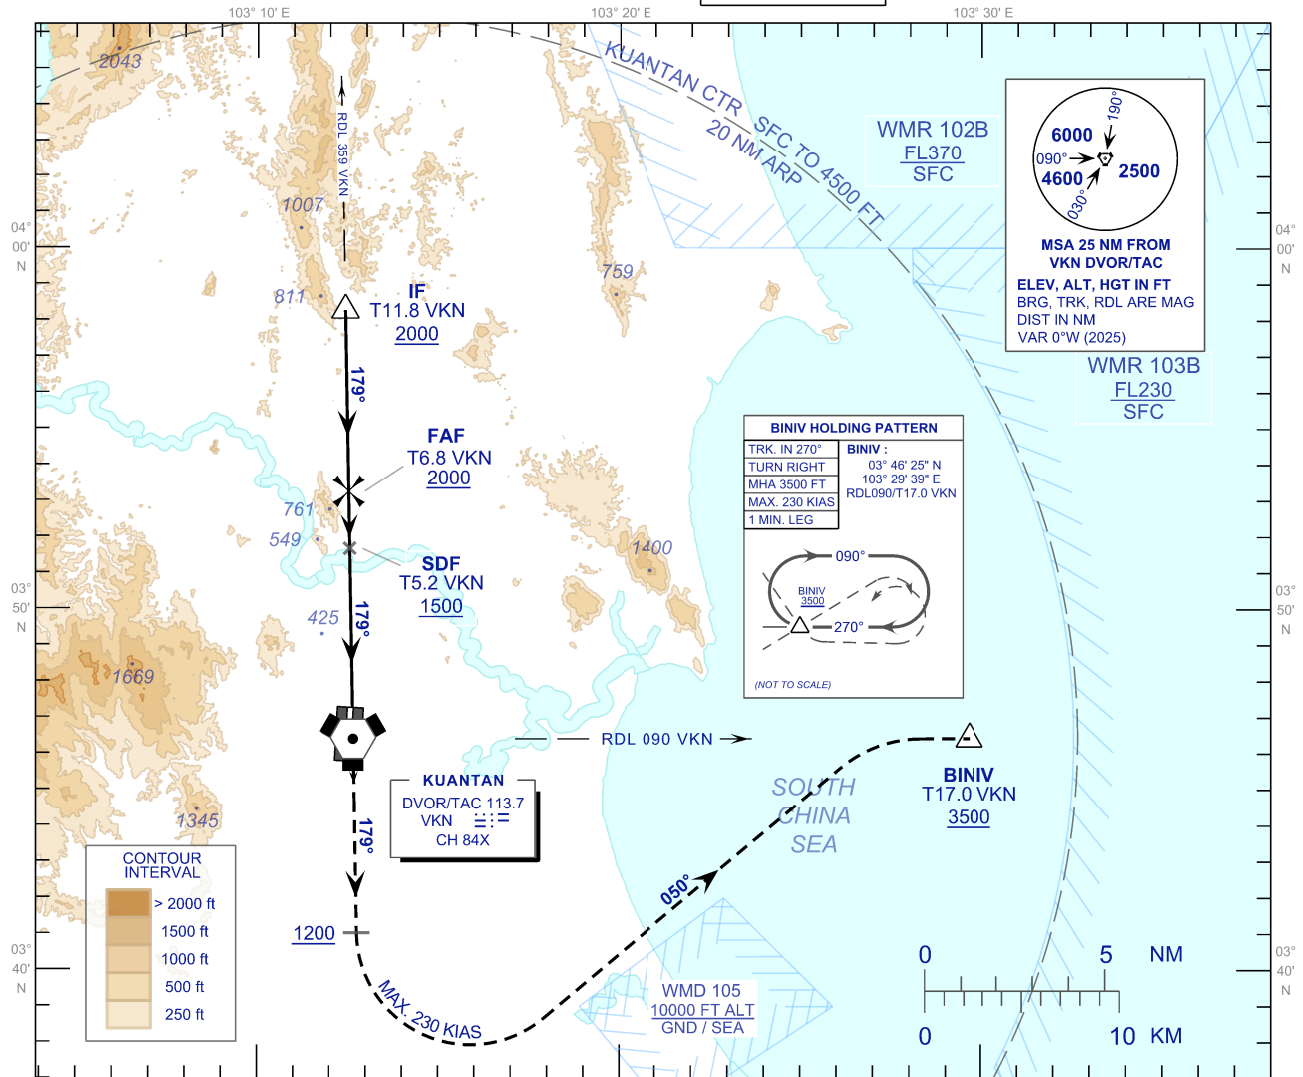 103° 10' E
103° 20' E
103° 30' E
2043
RDL 359 VKN
KUANTAN CTR SFC TO 4500 FT
20 NM ARP
WMR 102B
FL370
SFC
190°
6000
090°
2500
4600
030°
MSA 25 NM FROM
VKN DVOR/TAC
ELEV, ALT, HGT IN FT
BRG, TRK, RDL ARE MAG
DIST IN NM
VAR 0°W (2025)
1007
04°
00'
N
04°
00'
N
759
811
IF
T11.8 VKN
2000
WMR 103B
FL230
SFC
179°
FAF
T6.8 VKN
2000
BINIV HOLDING PATTERN
TRK. IN 270°
TURN RIGHT
MHA 3500 FT
MAX. 230 KIAS
1 MIN. LEG
BINIV :
03° 46' 25" N
103° 29' 39" E
RDL090/T17.0 VKN
090°
BINIV
3500
270°
(NOT TO SCALE)
761
549
1400
SDF
T5.2 VKN
1500
03°
50'
N
03°
50'
N
425
179°
1669
RDL 090 VKN
BINIV
T17.0 VKN
3500
KUANTAN
DVOR/TAC 113.7
VKN
CH 84X
SOUTH
CHINA
SEA
1345
179°
CONTOUR
INTERVAL
> 2000 ft
1500 ft
1000 ft
500 ft
250 ft
050°
1200
MAX. 230 KIAS
WMD 105
10000 FT ALT
GND / SEA
0 5 NM
0 10 KM
03°
40'
N
03°
40'
N